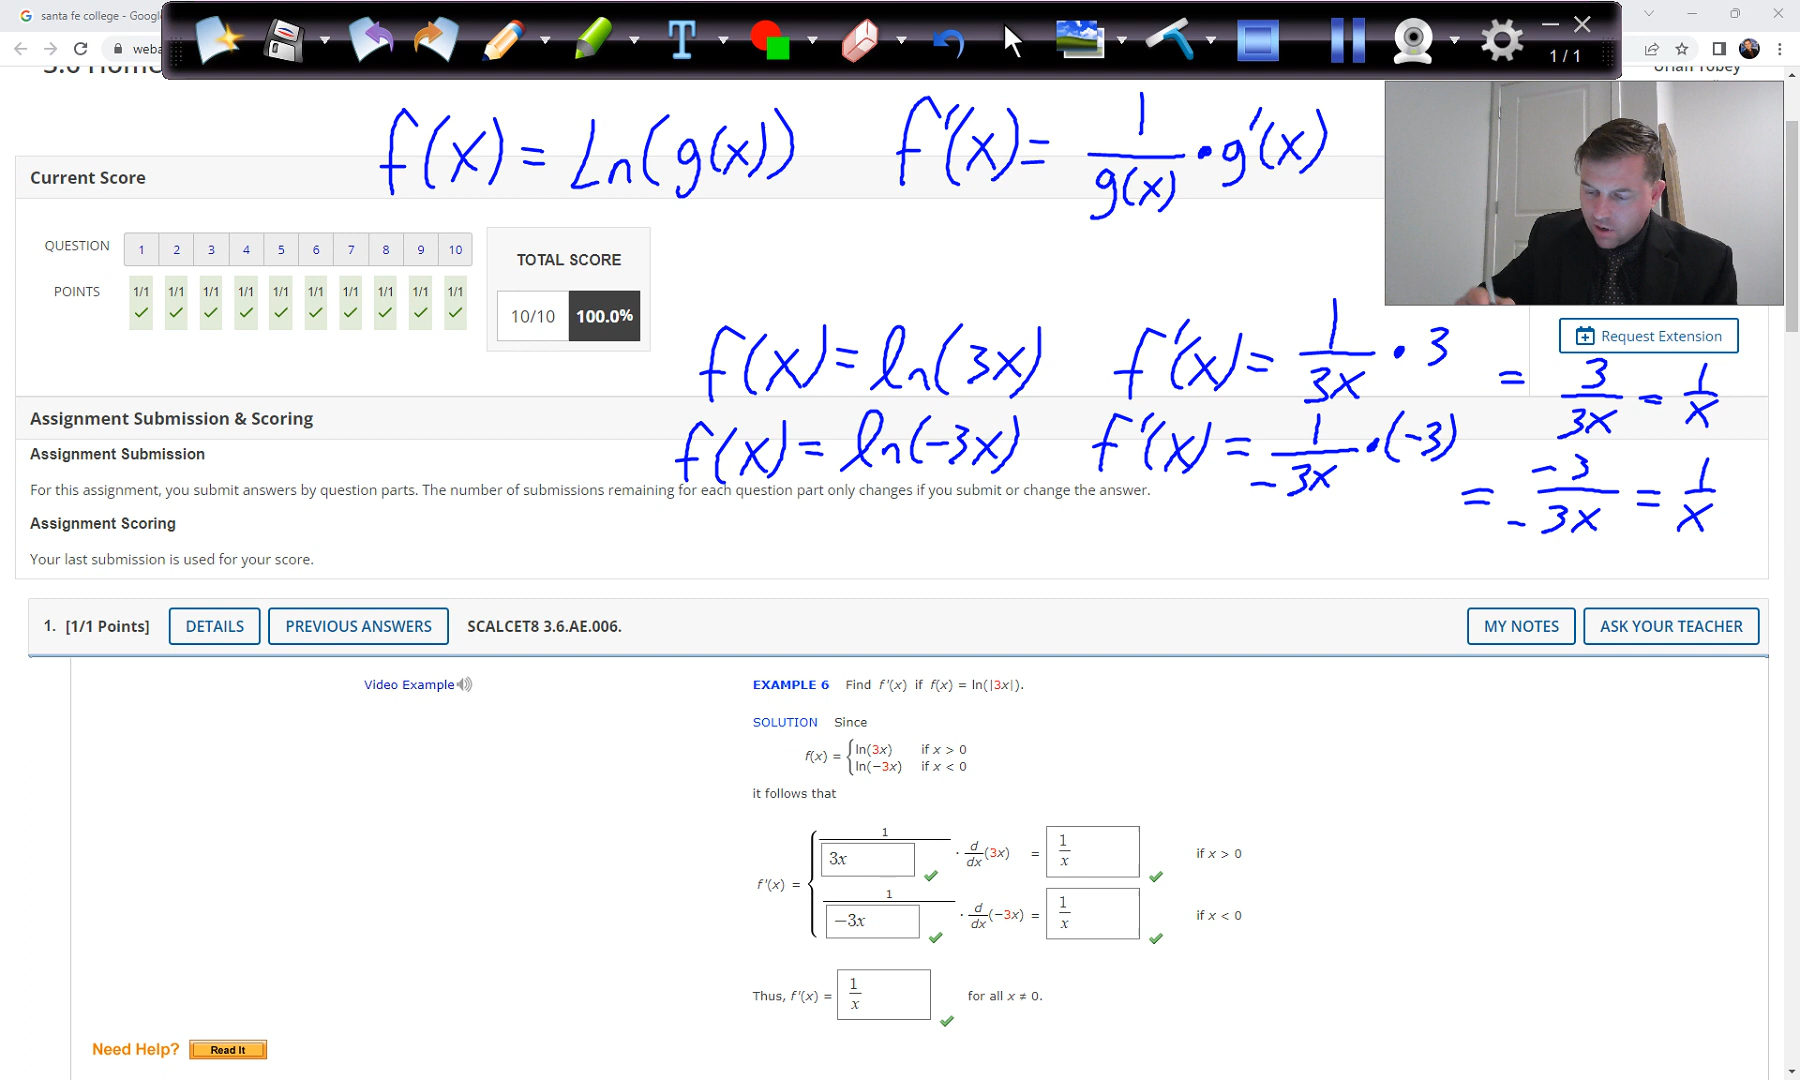 santa fe college - Googl
1 / 1
weba
3.6 Home
f(x) = Ln(g(x)) f'(x) = 1/g(x) • g'(x)
Current Score
QUESTION 1 2 3 4 5 6 7 8 9 10
POINTS 1/1 1/1 1/1 1/1 1/1 1/1 1/1 1/1 1/1 1/1
TOTAL SCORE
10/10 100.0%
Request Extension
f(x) = ln(3x) f'(x) = 1/3x • 3 = 3/3x = 1/x
Assignment Submission & Scoring
f(x) = ln(-3x) f'(x) = 1/-3x • (-3) = -3/-3x = 1/x
Assignment Submission
For this assignment, you submit answers by question parts. The number of submissions remaining for each question part only changes if you submit or change the answer.
Assignment Scoring
Your last submission is used for your score.
1. [1/1 Points] DETAILS PREVIOUS ANSWERS SCALCET8 3.6.AE.006. MY NOTES ASK YOUR TEACHER
Video Example
EXAMPLE 6 Find f'(x) if f(x) = ln(|3x|).
SOLUTION Since
f(x) = { ln(3x) if x > 0
ln(−3x) if x < 0
it follows that
f'(x) = { 1/3x · d/dx(3x) = 1/x if x > 0
1/−3x · d/dx(−3x) = 1/x if x < 0
Thus, f'(x) = 1/x for all x ≠ 0.
Need Help? Read It